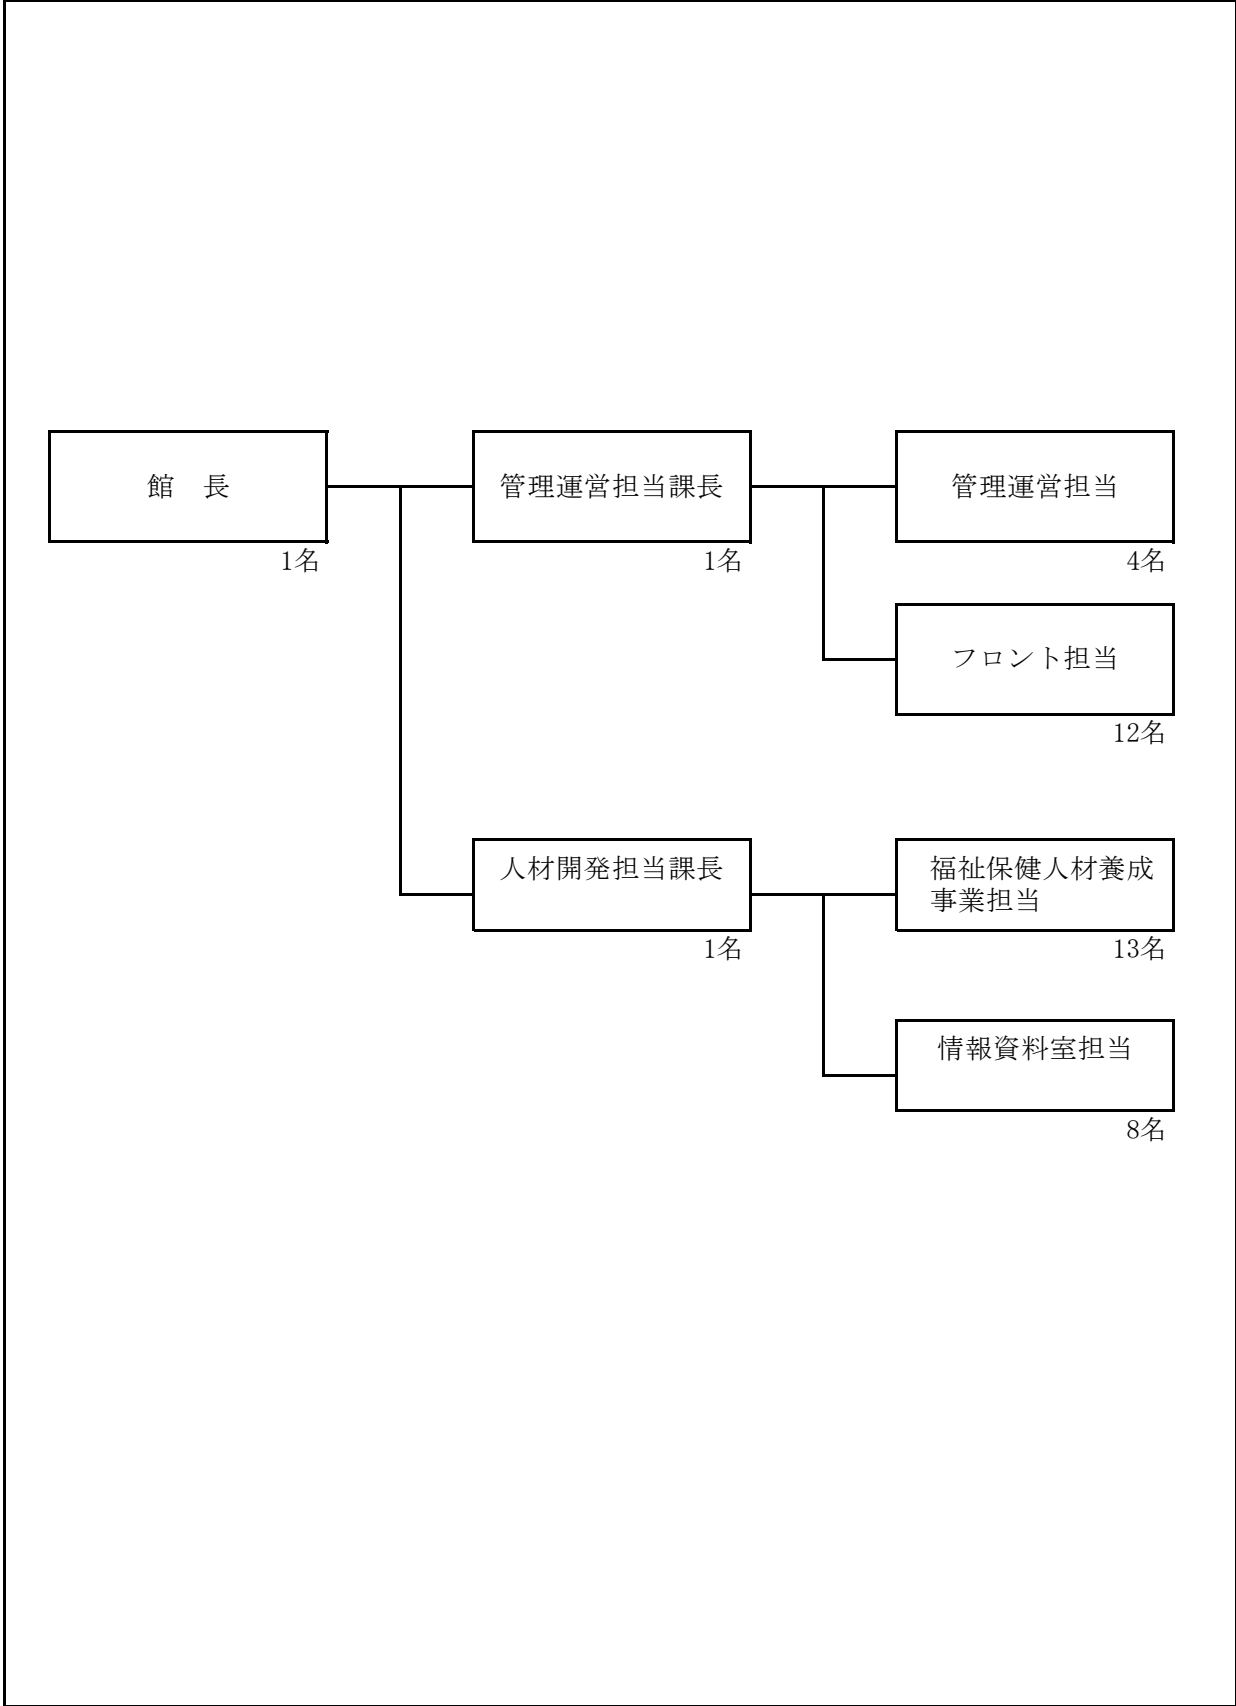 館　長
1名
管理運営担当課長
1名
管理運営担当
4名
フロント担当
12名
人材開発担当課長
1名
福祉保健人材養成
事業担当
13名
情報資料室担当
8名